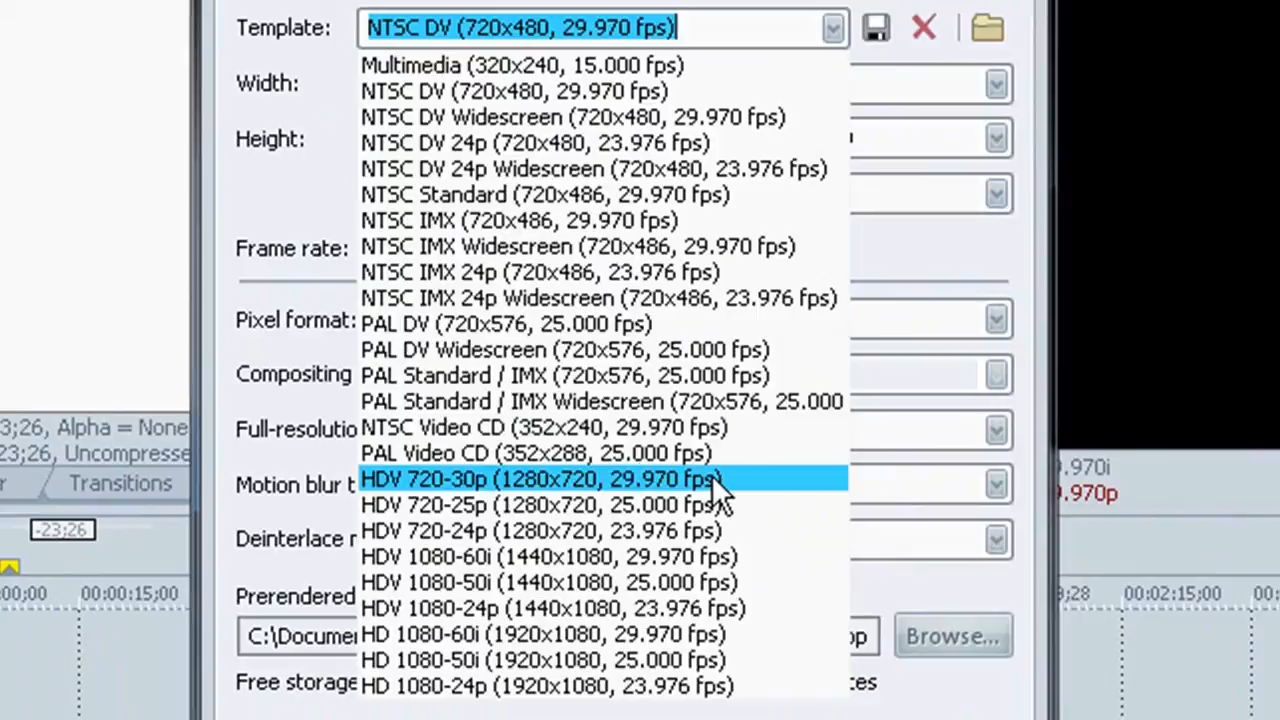 Template: NTSC DV (720x480, 29.970 fps)
Multimedia (320x240, 15.000 fps)
Width:
NTSC DV (720x480, 29.970 fps)
NTSC DV Widescreen (720x480, 29.970 fps)
Height:
NTSC DV 24p (720x480, 23.976 fps)
NTSC DV 24p Widescreen (720x480, 23.976 fps)
NTSC Standard (720x486, 29.970 fps)
NTSC IMX (720x486, 29.970 fps)
Frame rate:
NTSC IMX Widescreen (720x486, 29.970 fps)
NTSC IMX 24p (720x486, 23.976 fps)
NTSC IMX 24p Widescreen (720x486, 23.976 fps)
Pixel format:
PAL DV (720x576, 25.000 fps)
PAL DV Widescreen (720x576, 25.000 fps)
Compositing
PAL Standard / IMX (720x576, 25.000 fps)
PAL Standard / IMX Widescreen (720x576, 25.000
3;26, Alpha = None
Full-resolutio
NTSC Video CD (352x240, 29.970 fps)
23;26, Uncompresse
PAL Video CD (352x288, 25.000 fps)
.970i
r Transitions
Motion blur t
HDV 720-30p (1280x720, 29.970 fps)
.970p
HDV 720-25p (1280x720, 25.000 fps)
-23;26
HDV 720-24p (1280x720, 23.976 fps)
Deinterlace
HDV 1080-60i (1440x1080, 29.970 fps)
HDV 1080-50i (1440x1080, 25.000 fps)
:00;00 00:00:15;00
Prerendered
HDV 1080-24p (1440x1080, 23.976 fps)
;28 00:02:15;00 00:
C:\Docume
HD 1080-60i (1920x1080, 29.970 fps)
op Browse...
HD 1080-50i (1920x1080, 25.000 fps)
Free storage
HD 1080-24p (1920x1080, 23.976 fps)
ces